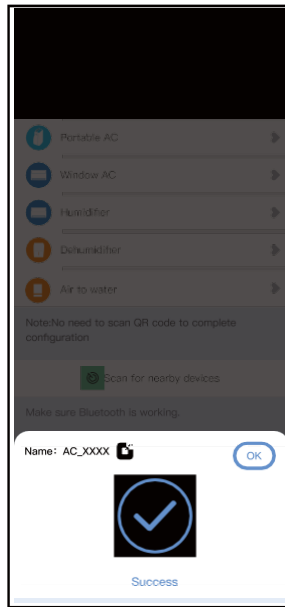 Portable AC
Window AC
Humidifier
Dehumidifier
Air to water
Note:No need to scan QR code to complete
configuration
Scan for nearby devices
Make sure Bluetooth is working.
Name: AC_XXXX
OK
Success